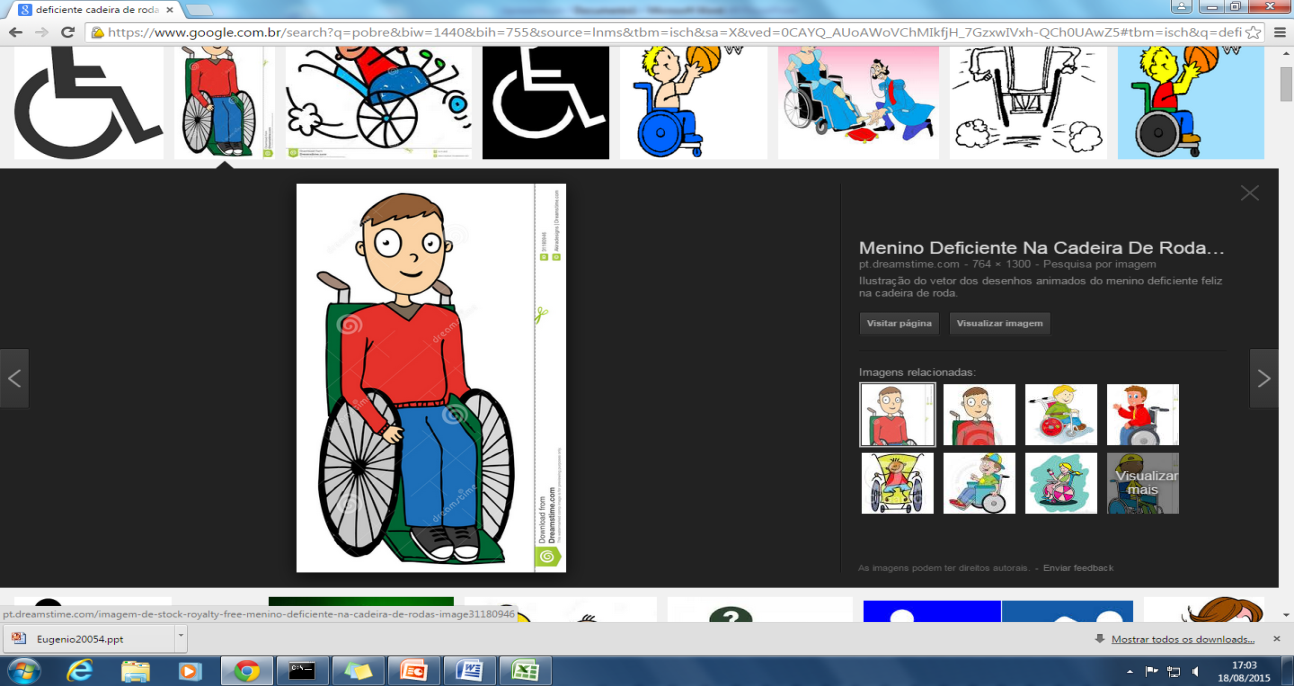 deficiente cadeira de roda
https://www.google.com.br/search?q=pobre&biw=1440&bih=755&source=lnms&tbm=isch&sa=X&ved=0CAYQ_AUoAWoVChMIkfjH_7GzwIVxh-QCh0UAwZ5#tbm=isch&q=defi
Menino Deficiente Na Cadeira De Roda...
pt.dreamstime.com - 764 × 1300 - Pesquisa por imagem
Ilustração do vetor dos desenhos animados do menino deficiente feliz
na cadeira de roda.
Visitar página
Visualizar imagem
Imagens relacionadas:
Visualizar
mais
As imagens podem ter direitos autorais. - Enviar feedback
31180946
Download from
Dreamstime.com
dreamstime
dreamstime
pt.dreamstime.com/imagem-de-stock-royalty-free-menino-deficiente-na-cadeira-de-rodas-image31180946
Eugenio20054.ppt
Mostrar todos os downloads...
17:03
18/08/2015